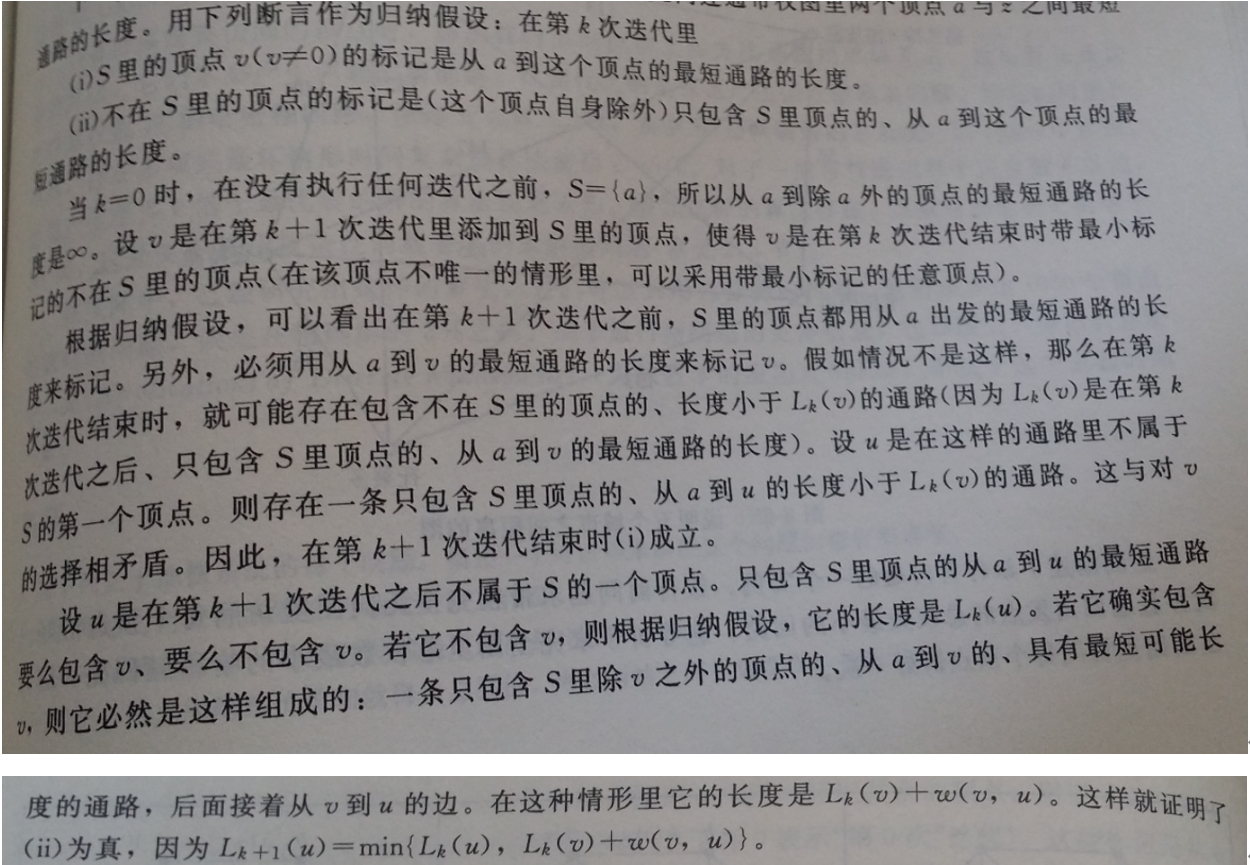 通带权图里两个顶点 a 与 z 之间最短
通路的长度。用下列断言作为归纳假设：在第 k 次迭代里
(i)S里的顶点 v(v≠0)的标记是从 a 到这个顶点的最短通路的长度。
(ii)不在 S 里的顶点的标记是(这个顶点自身除外)只包含 S 里顶点的、从 a 到这个顶点的最
短通路的长度。
当 k=0 时，在没有执行任何迭代之前，S={a}，所以从 a 到除 a 外的顶点的最短通路的长
度是∞。设 v 是在第 k+1 次迭代里添加到 S 里的顶点，使得 v 是在第 k 次迭代结束时带最小标
记的不在 S 里的顶点(在该顶点不唯一的情形里，可以采用带最小标记的任意顶点)。
根据归纳假设，可以看出在第 k+1 次迭代之前，S 里的顶点都用从 a 出发的最短通路的长
度来标记。另外，必须用从 a 到 v 的最短通路的长度来标记 v。假如情况不是这样，那么在第 k
次迭代结束时，就可能存在包含不在 S 里的顶点的、长度小于 Lₖ(v)的通路(因为 Lₖ(v)是在第 k
次迭代之后、只包含 S 里顶点的、从 a 到 v 的最短通路的长度)。设 u 是在这样的通路里不属于
S 的第一个顶点。则存在一条只包含 S 里顶点的、从 a 到 u 的长度小于 Lₖ(v)的通路。这与对 v
的选择相矛盾。因此，在第 k+1 次迭代结束时(i)成立。
设 u 是在第 k+1 次迭代之后不属于 S 的一个顶点。只包含 S 里顶点的从 a 到 u 的最短通路
要么包含 v、要么不包含 v。若它不包含 v，则根据归纳假设，它的长度是 Lₖ(u)。若它确实包含
v，则它必然是这样组成的：一条只包含 S 里除 v 之外的顶点的、从 a 到 v 的、具有最短可能长
度的通路，后面接着从 v 到 u 的边。在这种情形里它的长度是 Lₖ(v)+w(v，u)。这样就证明了
(ii)为真，因为 Lₖ₊₁(u)=min{Lₖ(u)，Lₖ(v)+w(v，u)}。